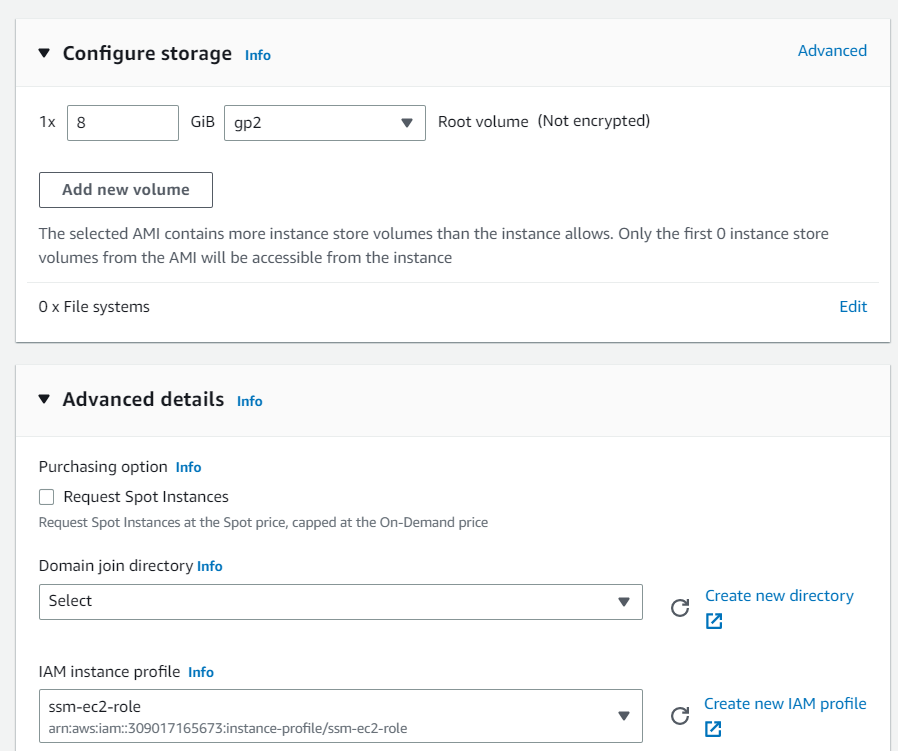 Configure storage Info Advanced
1x 8 GiB gp2 Root volume (Not encrypted)
Add new volume
The selected AMI contains more instance store volumes than the instance allows. Only the first 0 instance store
volumes from the AMI will be accessible from the instance
0 x File systems Edit
Advanced details Info
Purchasing option Info
Request Spot Instances
Request Spot Instances at the Spot price, capped at the On-Demand price
Domain join directory Info
Select
Create new directory
IAM instance profile Info
ssm-ec2-role
arn:aws:iam::309017165673:instance-profile/ssm-ec2-role
Create new IAM profile